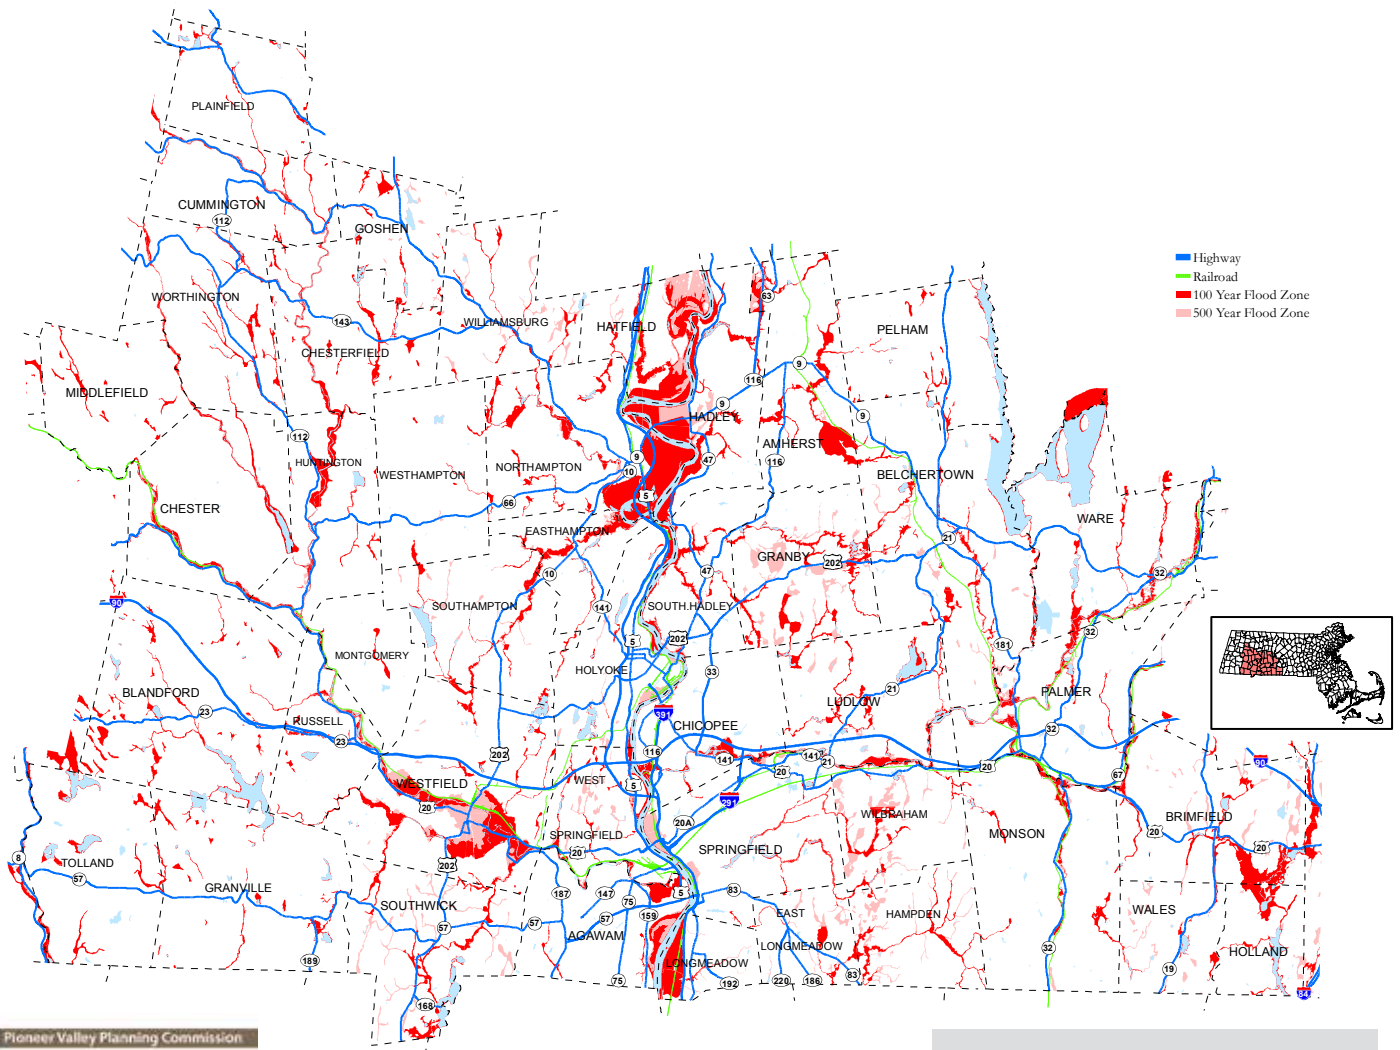 PLAINFIELD
CUMMINGTON
112
GOSHEN
WORTHINGTON
143
WILLIAMSBURG
CHESTERFIELD
HATFIELD
63
PELHAM
Highway
Railroad
100 Year Flood Zone
500 Year Flood Zone
MIDDLEFIELD
116
9
9
HADLEY
9
AMHERST
112
HUNTINGTON
WESTHAMPTON
NORTHAMPTON
9
10
47
116
BELCHERTOWN
5
66
CHESTER
EASTHAMPTON
WARE
21
GRANBY
202
10
47
32
90
SOUTHAMPTON
141
SOUTH HADLEY
5
202
32
181
MONTGOMERY
HOLYOKE
33
BLANDFORD
23
RUSSELL
23
391
CHICOPEE
LUDLOW
21
PALMER
32
202
116
141
141
21
20
20
67
90
WESTFIELD
20
WEST
5
291
WILBRAHAM
20A
SPRINGFIELD
20
SPRINGFIELD
MONSON
BRIMFIELD
20
20
8
TOLLAND
57
202
GRANVILLE
187
147
75
5
83
SOUTHWICK
57
57
57
159
AGAWAM
EAST
LONGMEADOW
HAMPDEN
WALES
32
HOLLAND
189
LONGMEADOW
75
192
220
186
83
19
84
168
Pioneer Valley Planning Commission